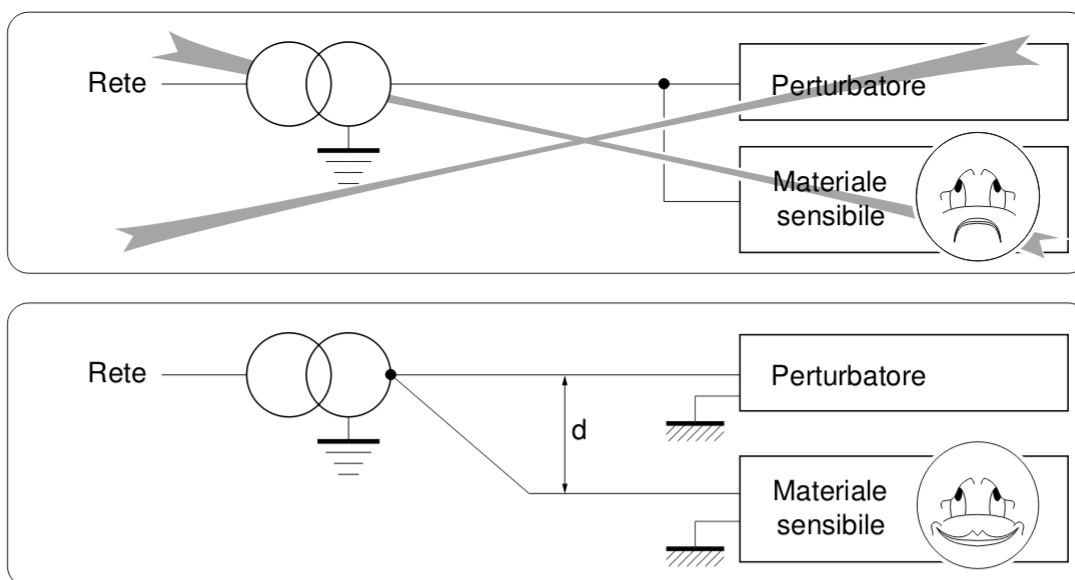 Rete
Perturbatore
Materiale
sensibile
Rete
Perturbatore
d
Materiale
sensibile